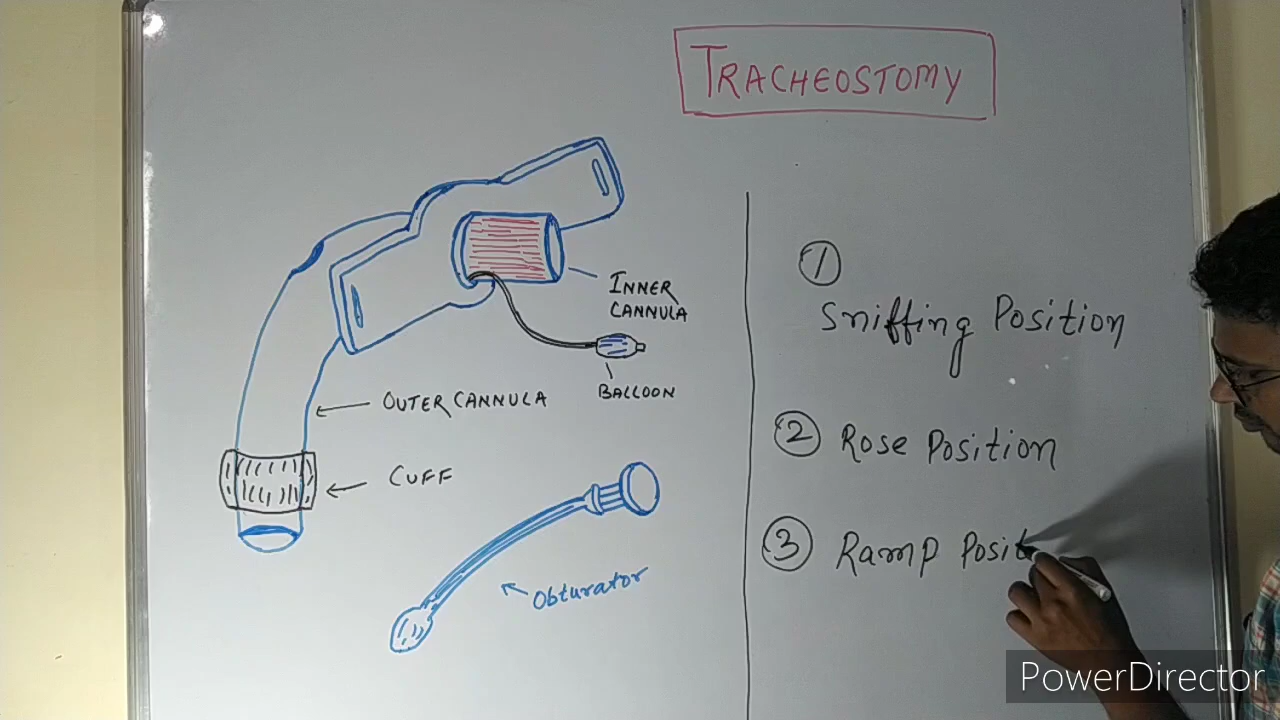 TRACHEOSTOMY
INNER
CANNULA
BALLOON
OUTER CANNULA
CUFF
Obturator
1
Sniffing Position
2 Rose Position
3 Ramp Posit
PowerDirector